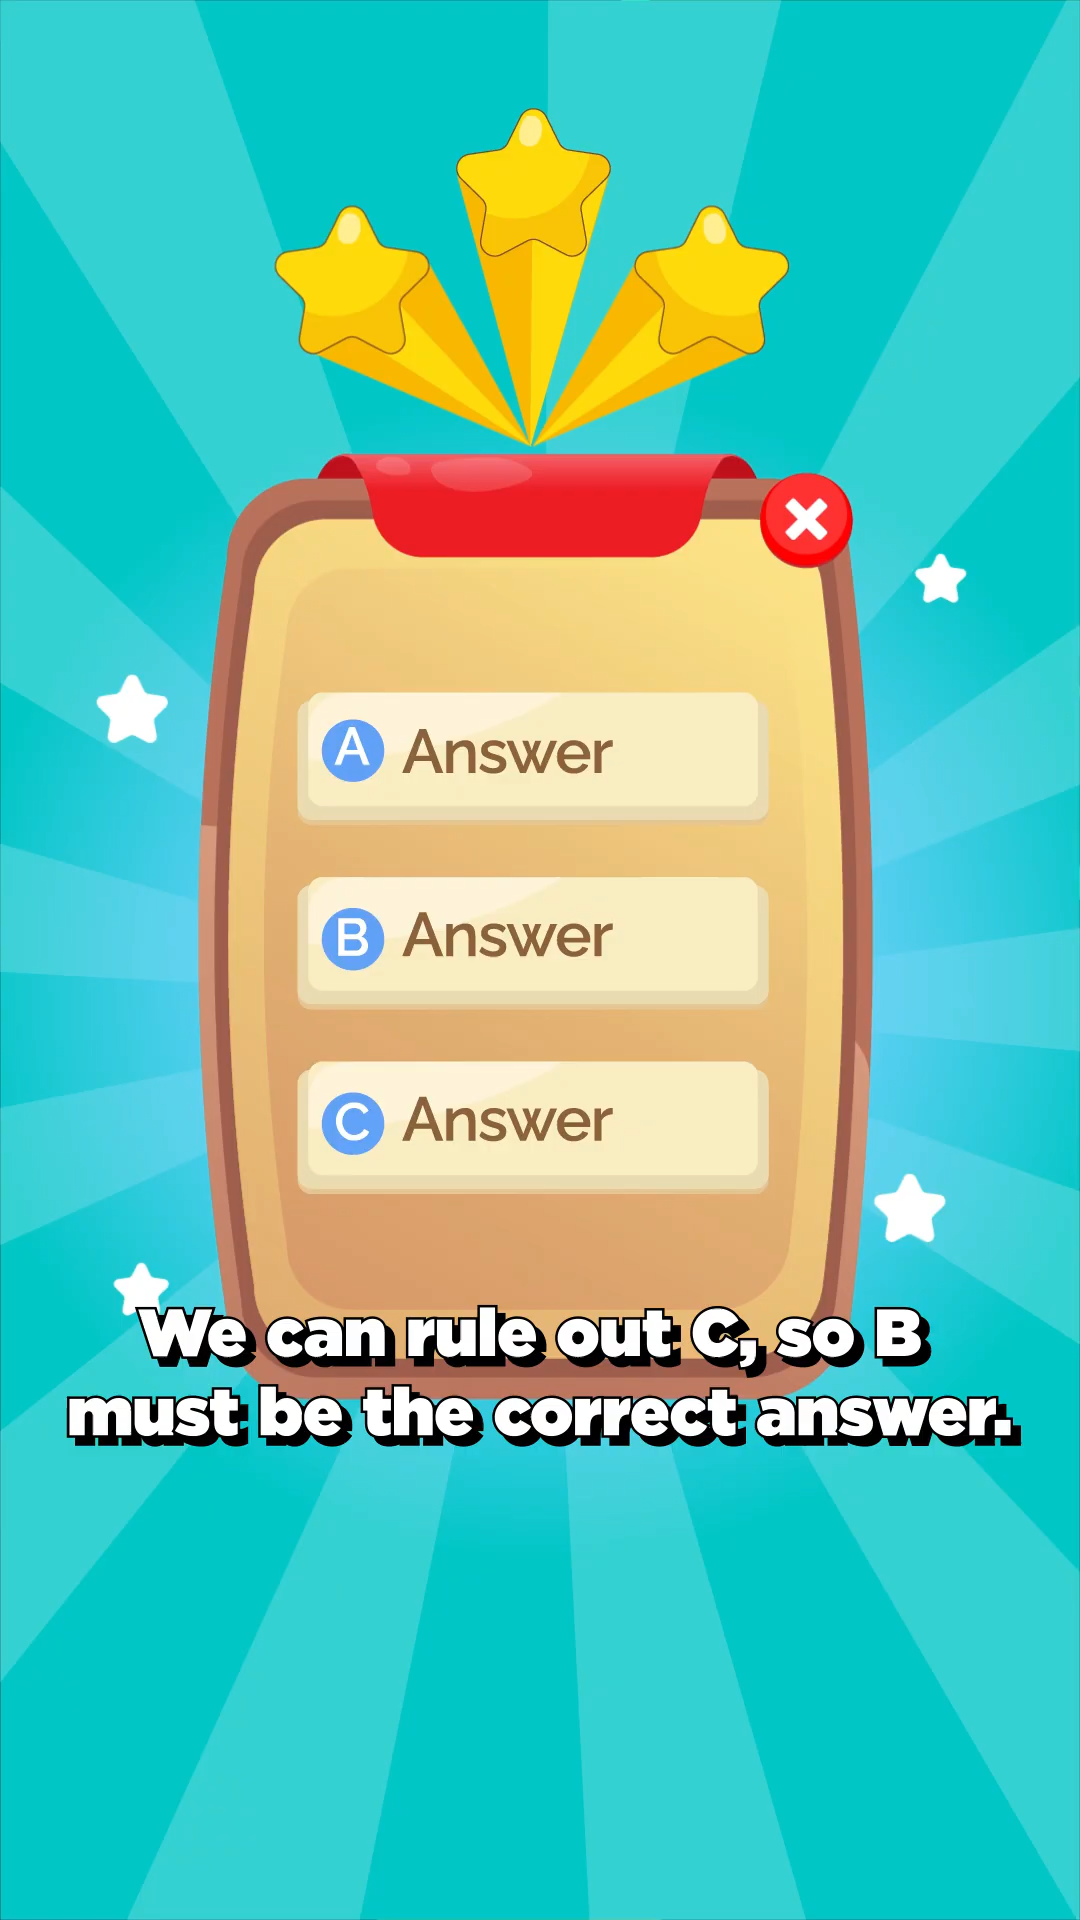 A Answer
B Answer
C Answer
We can rule out C, so B
must be the correct answer.